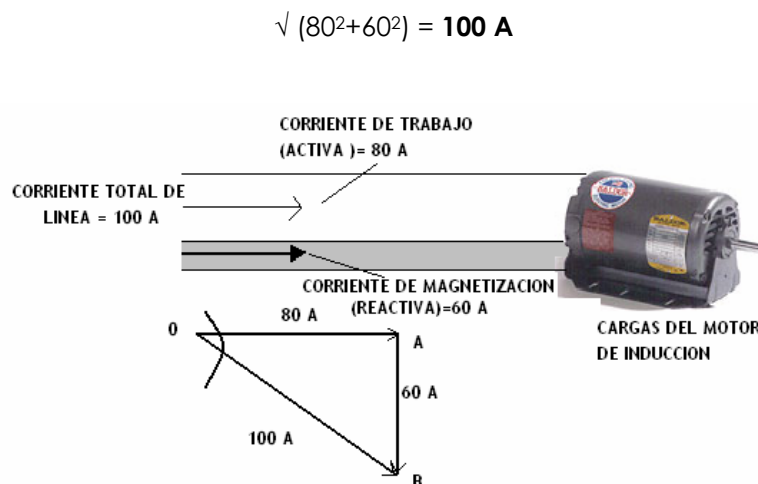 √ (80²+60²) = 100 A
CORRIENTE DE TRABAJO
(ACTIVA )= 80 A
CORRIENTE TOTAL DE
LINEA = 100 A
CORRIENTE DE MAGNETIZACION
(REACTIVA)=60 A
80 A
0
A
60 A
100 A
B
CARGAS DEL MOTOR
DE INDUCCION
BALDOR